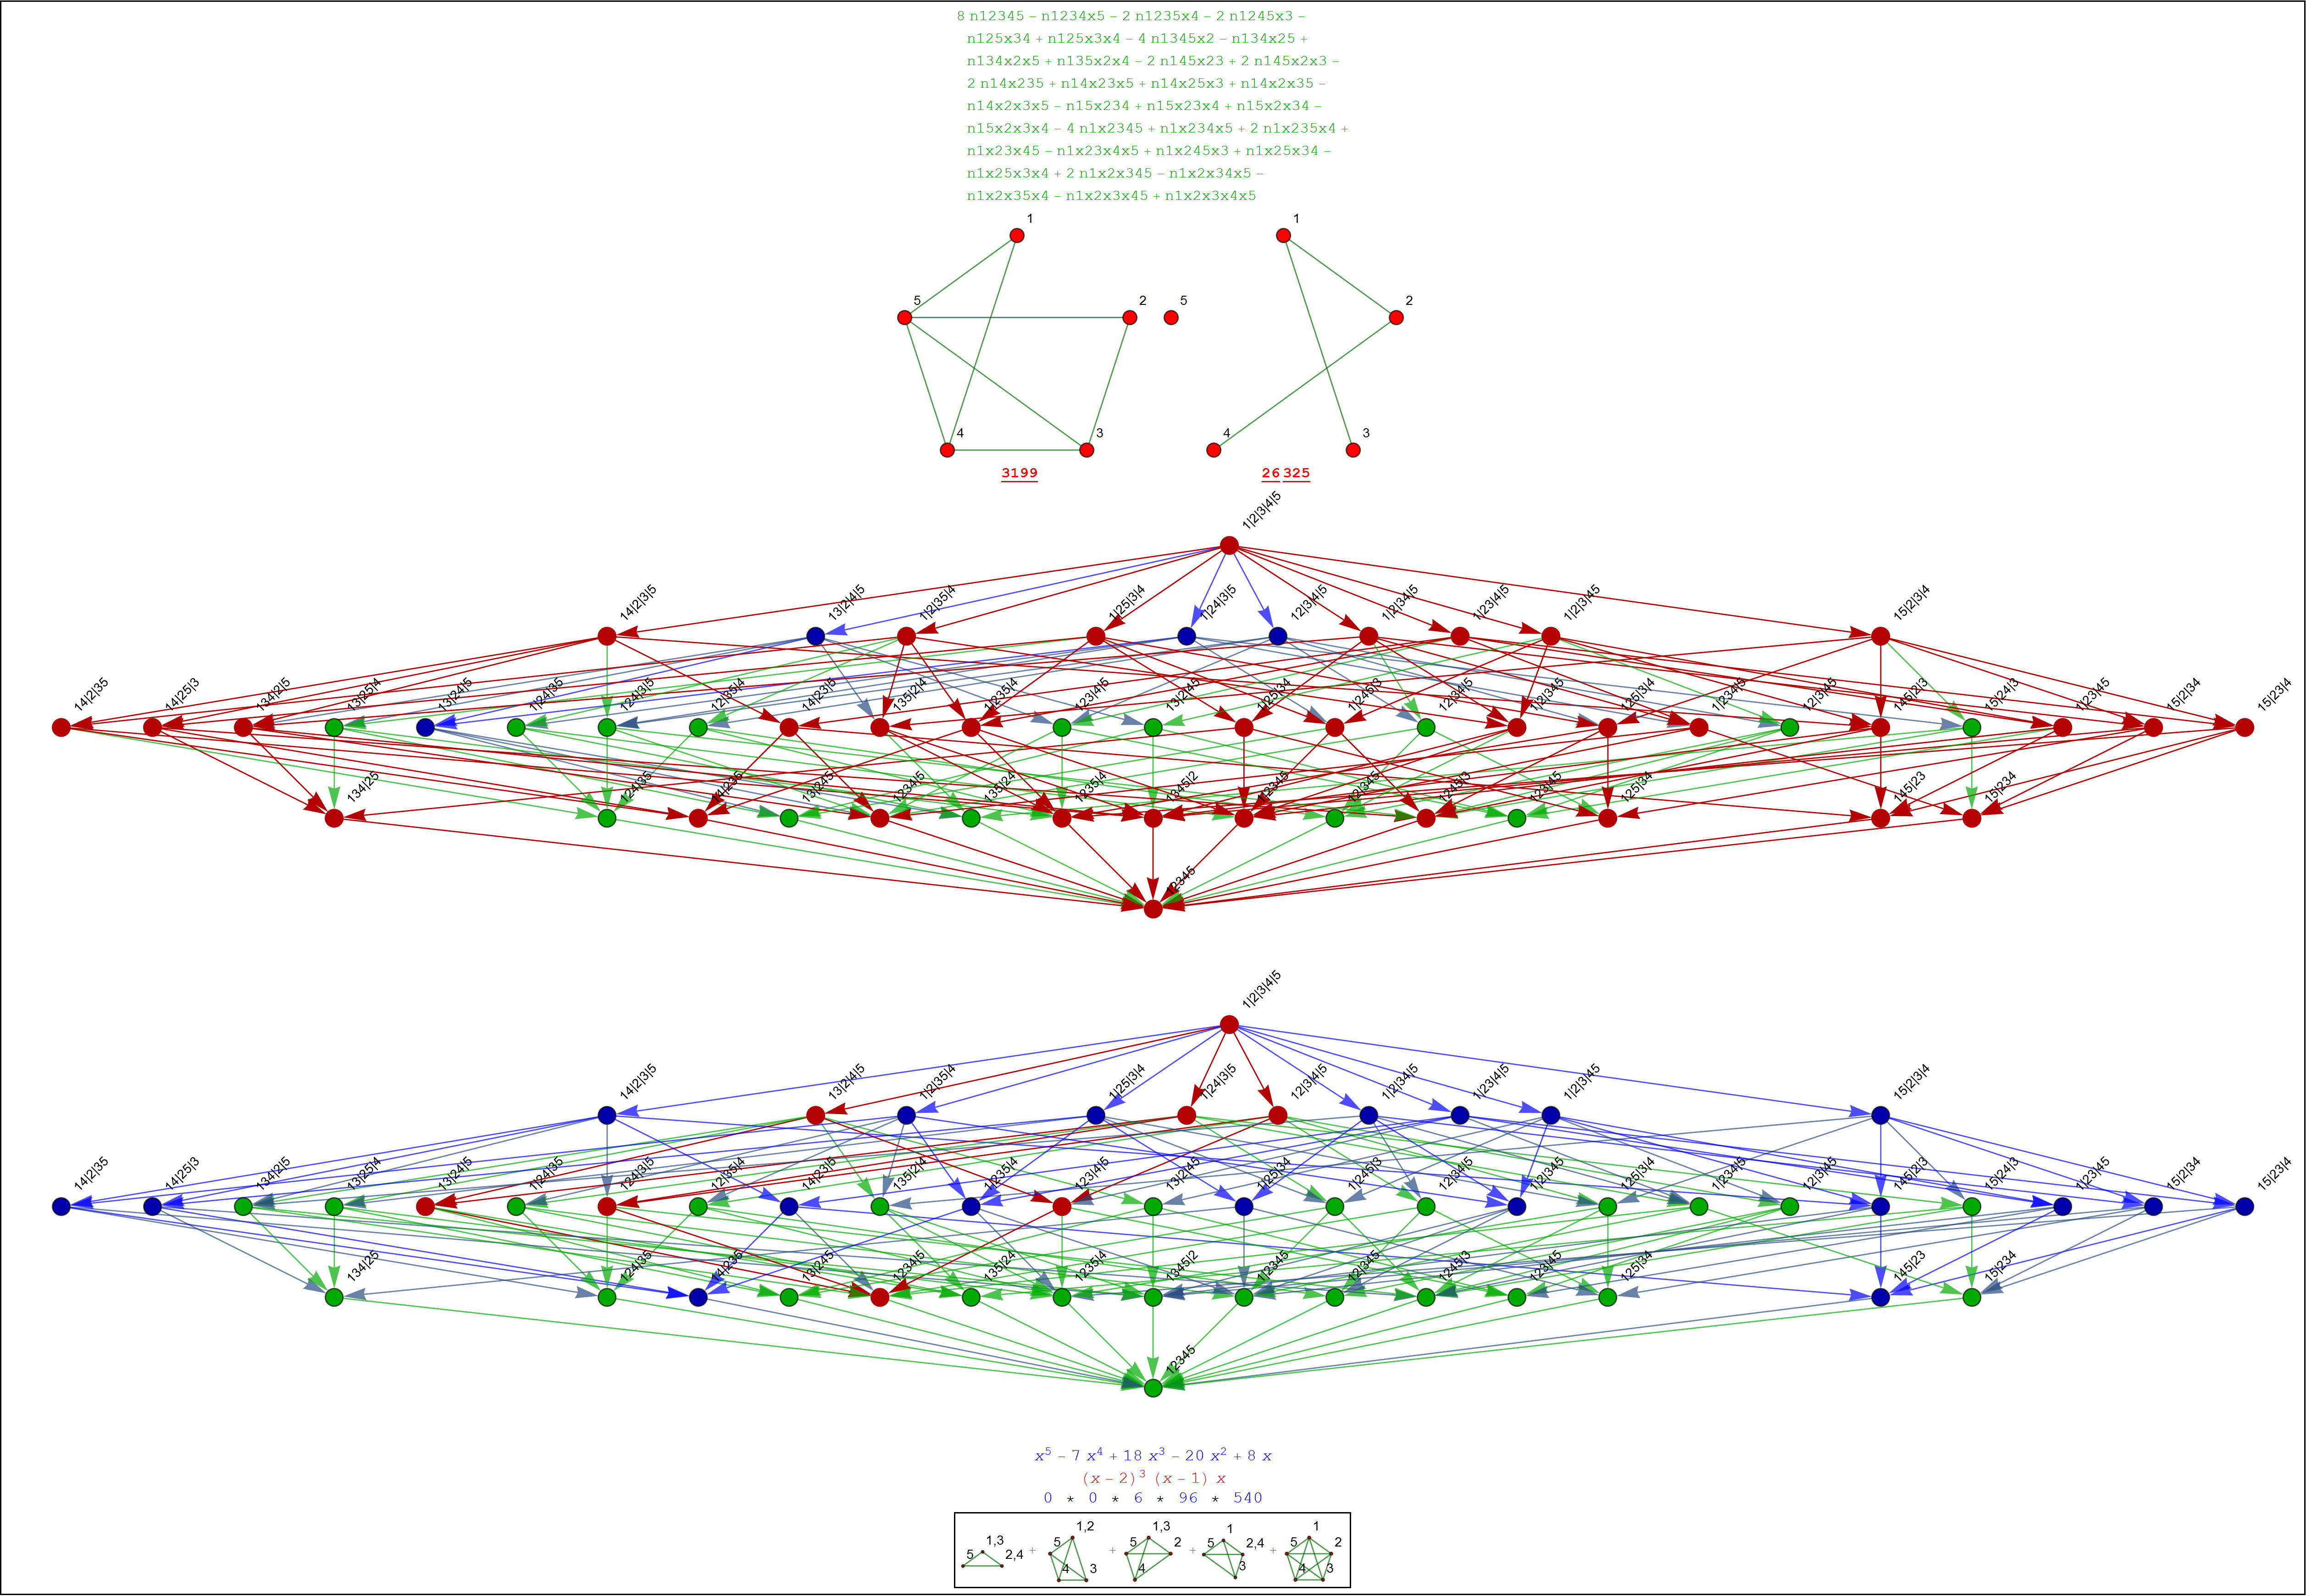 8 n12345 − n1234x5 − 2 n1235x4 − 2 n1245x3 −
n125x34 + n125x3x4 − 4 n1345x2 − n134x25 +
n134x2x5 + n135x2x4 − 2 n145x23 + 2 n145x2x3 −
2 n14x235 + n14x23x5 + n14x25x3 + n14x2x35 −
n14x2x3x5 − n15x234 + n15x23x4 + n15x2x34 −
n15x2x3x4 − 4 n1x2345 + n1x234x5 + 2 n1x235x4 +
n1x23x45 − n1x23x4x5 + n1x245x3 + n1x25x34 −
n1x25x3x4 + 2 n1x2x345 − n1x2x34x5 −
n1x2x35x4 − n1x2x3x45 + n1x2x3x4x5
1 1
5 2 5 2
4 3 4 3
3199 26325
1|2|3|4|5
14|2|3|5 13|2|4|5 1|2|35|4 1|25|3|4 1|24|3|5 12|3|4|5 1|2|34|5 1|23|4|5 1|2|3|45 15|2|3|4
14|2|35 14|25|3 134|2|5 13|25|4 13|24|5 1|24|35 124|3|5 12|35|4 14|23|5 135|2|4 1|235|4 123|4|5 13|2|45 1|25|34 1|245|3 12|34|5 1|2|345 125|3|4 1|234|5 12|3|45 145|2|3 15|24|3 1|23|45 15|2|34 15|23|4
134|25 124|35 14|235 13|245 1234|5 135|24 1235|4 1345|2 1|2345 12|345 1245|3 123|45 125|34 145|23 15|234
12345
1|2|3|4|5
14|2|3|5 13|2|4|5 1|2|35|4 1|25|3|4 1|24|3|5 12|3|4|5 1|2|34|5 1|23|4|5 1|2|3|45 15|2|3|4
14|2|35 14|25|3 134|2|5 13|25|4 13|24|5 1|24|35 124|3|5 12|35|4 14|23|5 135|2|4 1|235|4 123|4|5 13|2|45 1|25|34 1|245|3 12|34|5 1|2|345 125|3|4 1|234|5 12|3|45 145|2|3 15|24|3 1|23|45 15|2|34 15|23|4
134|25 124|35 14|235 13|245 1234|5 135|24 1235|4 1345|2 1|2345 12|345 1245|3 123|45 125|34 145|23 15|234
12345
x⁵ − 7 x⁴ + 18 x³ − 20 x² + 8 x
(x − 2)³ (x − 1) x
0 * 0 * 6 * 96 * 540
1,3 5 2,4 + 1,2 5 4 3 + 1,3 5 2 4 + 1 5 2,4 3 + 1 5 2 4 3